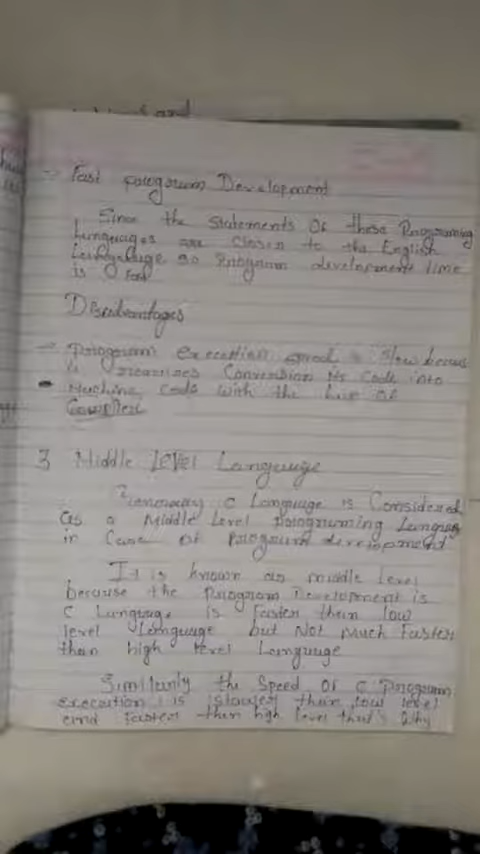 → Fast program Development
Since the Statements Of these Programing
Languages are closer to the English
Language so Program development time
is Fast
Disadvantages
→ Program execution speed is slow becaus
it requires Conversion its Code into
Machine Code with the help of
Compiler
3 Middle LEVEL Language
C Language is Considered
as a Middle Level programing Language
in Case of Program development
It is known as middle level
because the Program Development is
C Language is Faster than low
level Language but Not Much Faster
than high level Language
Similarly the Speed Of C Program
execution is slower than low level
and faster than high level that's Why